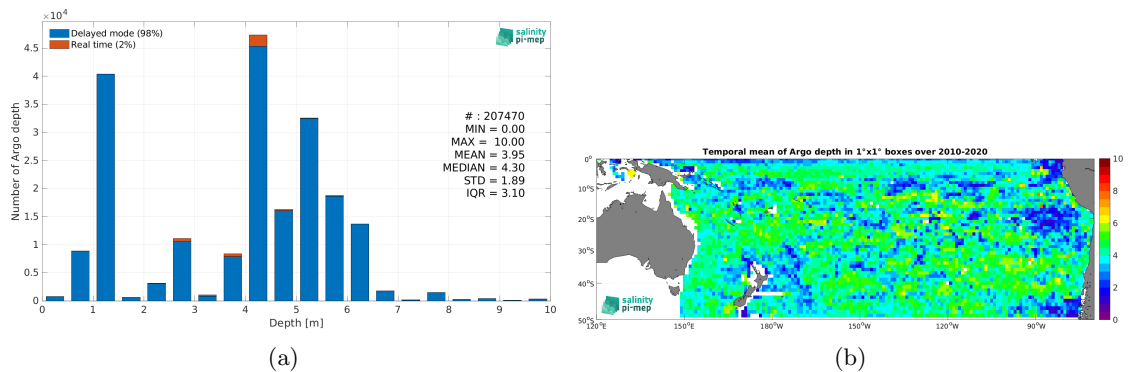 ×10⁴
Delayed mode (98%)
Real time (2%)
salinity
pi-mep
4.5
4
3.5
3
2.5
2
1.5
1
0.5
0
Number of Argo depth
# : 207470
MIN = 0.00
MAX = 10.00
MEAN = 3.95
MEDIAN = 4.30
STD = 1.89
IQR = 3.10
0 1 2 3 4 5 6 7 8 9 10
Depth [m]
(a)
Temporal mean of Argo depth in 1°x1° boxes over 2010-2020
0°
10°S
20°S
30°S
40°S
50°S
salinity
pi-mep
120°E 150°E 180°W 150°W 120°W 90°W
10
8
6
4
2
0
(b)